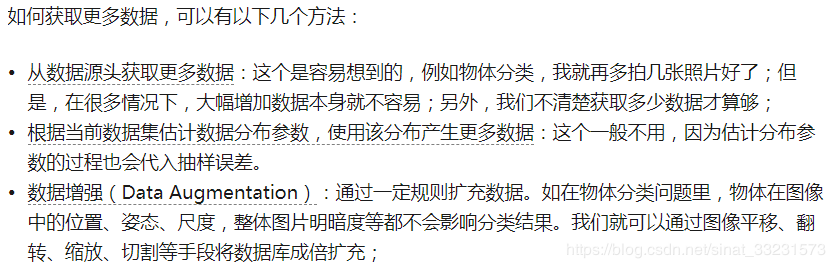 如何获取更多数据，可以有以下几个方法：
• 从数据源头获取更多数据：这个是容易想到的，例如物体分类，我就再多拍几张照片好了；但
是，在很多情况下，大幅增加数据本身就不容易；另外，我们不清楚获取多少数据才算够；
• 根据当前数据集估计数据分布参数，使用该分布产生更多数据：这个一般不用，因为估计分布参
数的过程也会代入抽样误差。
• 数据增强（Data Augmentation）：通过一定规则扩充数据。如在物体分类问题里，物体在图像
中的位置、姿态、尺度，整体图片明暗度等都不会影响分类结果。我们就可以通过图像平移、翻
转、缩放、切割等手段将数据库成倍扩充；
https://blog.csdn.net/sinat_33231573